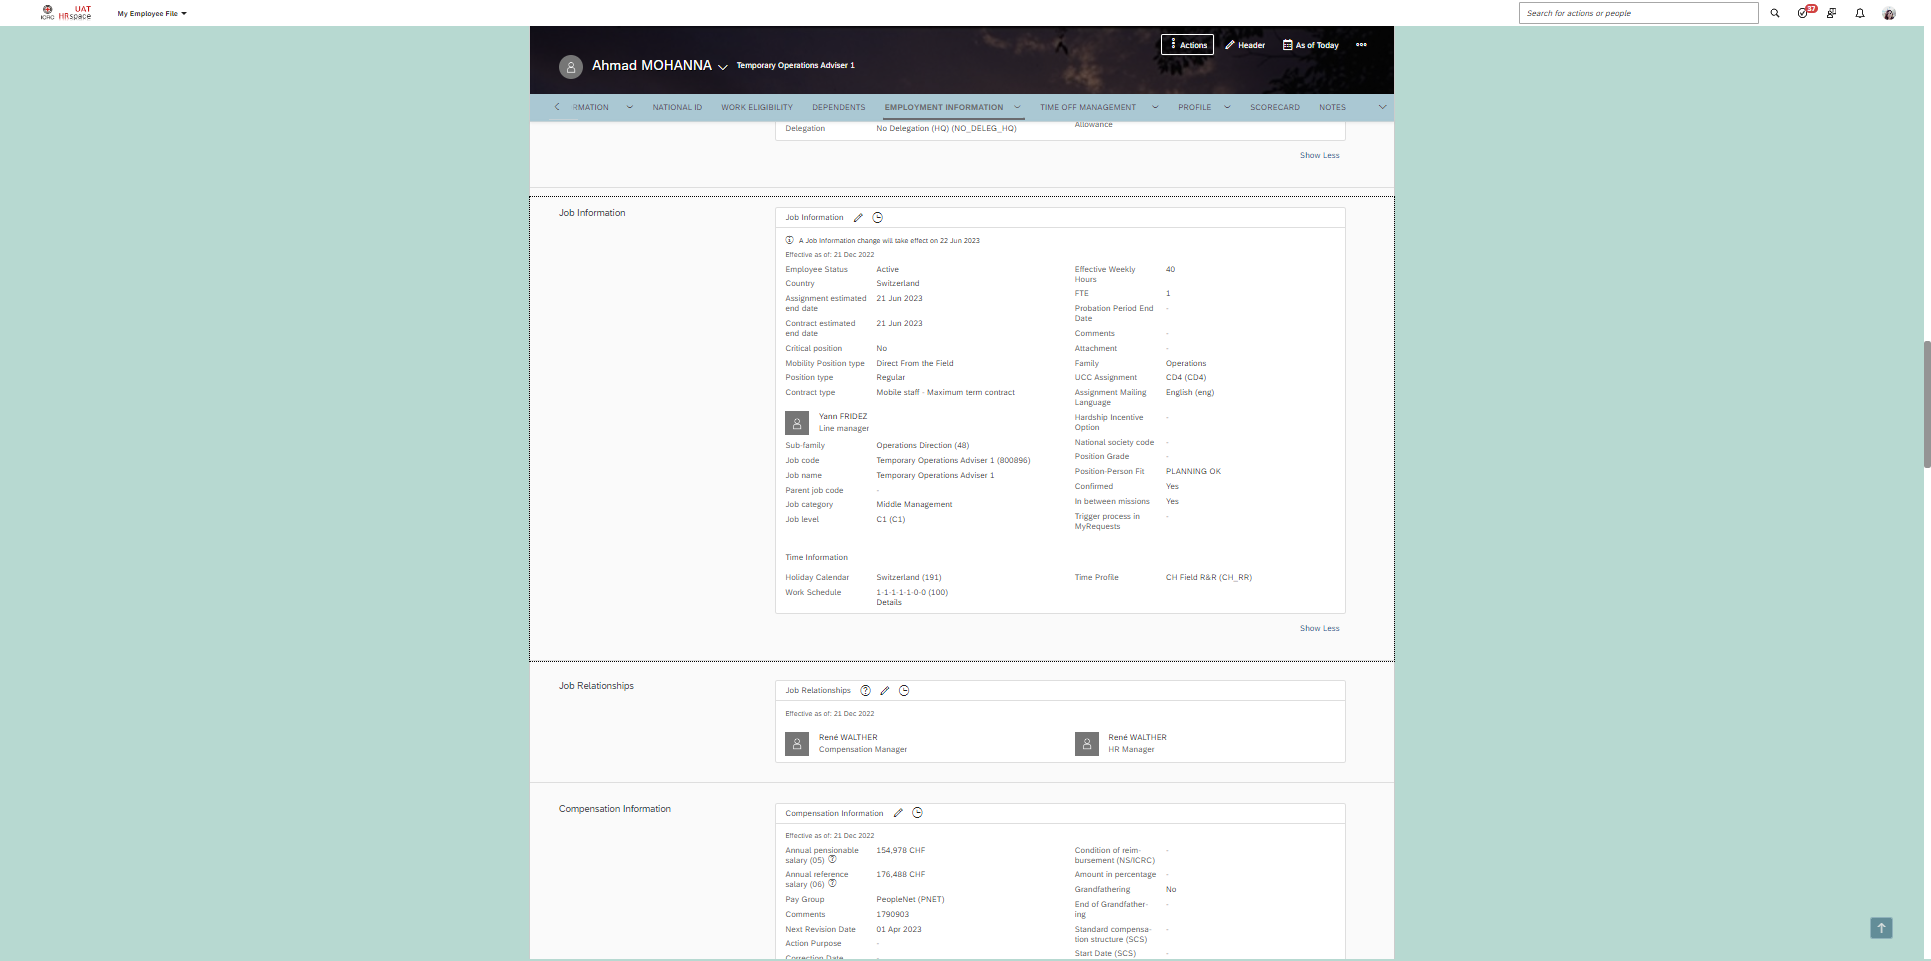 ICRC UAT HRspace My Employee File Search for actions or people 37
Actions Header As of Today
Ahmad MOHANNA Temporary Operations Adviser 1
RMATION NATIONAL ID WORK ELIGIBILITY DEPENDENTS EMPLOYMENT INFORMATION TIME OFF MANAGEMENT PROFILE SCORECARD NOTES
Delegation No Delegation (HQ) (NO_DELEG_HQ) Allowance
Show Less
Job Information
Job Information
A Job Information change will take effect on 22 Jun 2023
Effective as of: 21 Dec 2022
Employee Status Active
Country Switzerland
Assignment estimated
end date 21 Jun 2023
Contract estimated
end date 21 Jun 2023
Critical position No
Mobility Position type Direct From the Field
Position type Regular
Contract type Mobile staff - Maximum term contract
Yann FRIDEZ
Line manager
Sub-family Operations Direction (48)
Job code Temporary Operations Adviser 1 (800896)
Job name Temporary Operations Adviser 1
Parent job code -
Job category Middle Management
Job level C1 (C1)
Effective Weekly
Hours 40
FTE 1
Probation Period End
Date -
Comments -
Attachment -
Family Operations
UCC Assignment CD4 (CD4)
Assignment Mailing
Language English (eng)
Hardship Incentive
Option -
National society code -
Position Grade -
Position-Person Fit PLANNING OK
Confirmed Yes
In between missions Yes
Trigger process in
MyRequests -
Time Information
Holiday Calendar Switzerland (191)
Work Schedule 1-1-1-1-1-0-0 (100)
Details
Time Profile CH Field R&R (CH_RR)
Show Less
Job Relationships
Job Relationships
Effective as of: 21 Dec 2022
René WALTHER
Compensation Manager
René WALTHER
HR Manager
Compensation Information
Compensation Information
Effective as of: 21 Dec 2022
Annual pensionable
salary (05) 154,978 CHF
Annual reference
salary (06) 176,488 CHF
Pay Group PeopleNet (PNET)
Comments 1790903
Next Revision Date 01 Apr 2023
Action Purpose -
Correction Date -
Condition of reim-
bursement (NS/ICRC) -
Amount in percentage -
Grandfathering No
End of Grandfather-
ing -
Standard compensa-
tion structure (SCS) -
Start Date (SCS) -